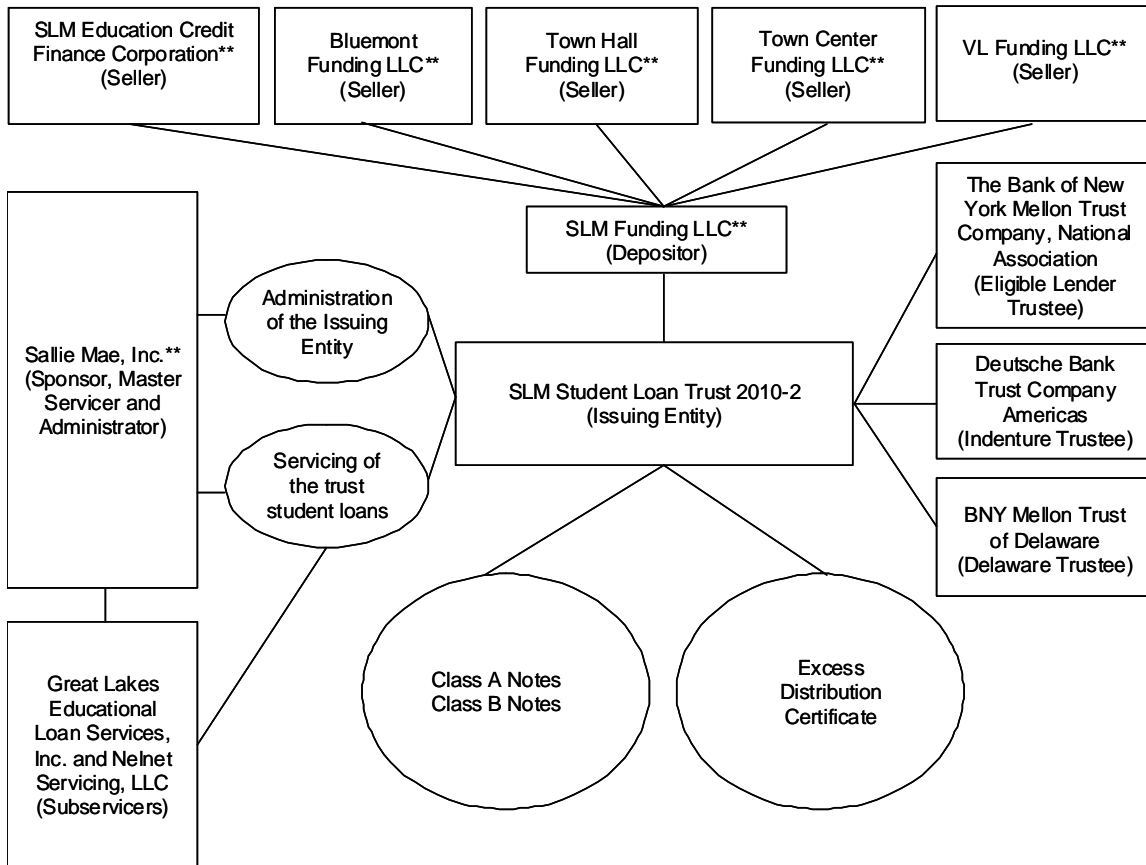 SLM Education Credit
Finance Corporation**
(Seller)
Bluemont
Funding LLC**
(Seller)
Town Hall
Funding LLC**
(Seller)
Town Center
Funding LLC**
(Seller)
VL Funding LLC**
(Seller)
SLM Funding LLC**
(Depositor)
The Bank of New
York Mellon Trust
Company, National
Association
(Eligible Lender
Trustee)
Administration
of the Issuing
Entity
Sallie Mae, Inc.**
(Sponsor, Master
Servicer and
Administrator)
SLM Student Loan Trust 2010-2
(Issuing Entity)
Deutsche Bank
Trust Company
Americas
(Indenture Trustee)
Servicing of
the trust
student loans
BNY Mellon Trust
of Delaware
(Delaware Trustee)
Great Lakes
Educational
Loan Services,
Inc. and Nelnet
Servicing, LLC
(Subservicers)
Class A Notes
Class B Notes
Excess
Distribution
Certificate